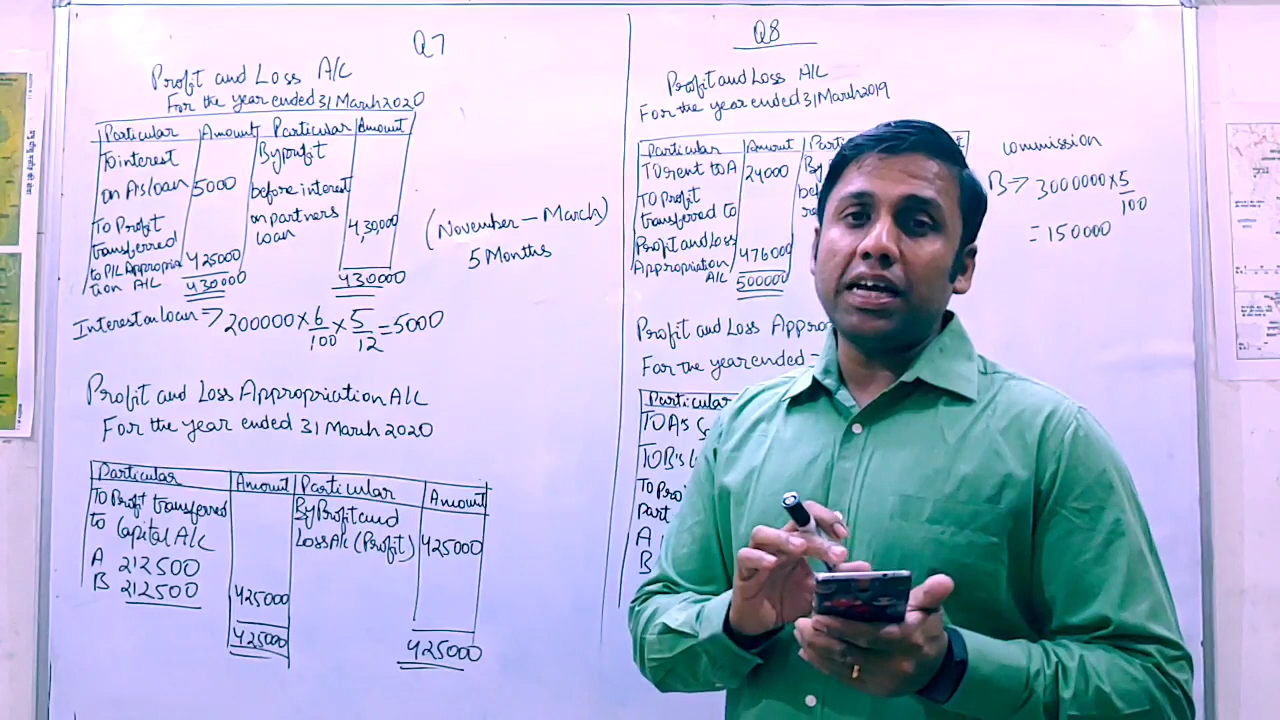 Q7
Profit and Loss A/C
For the year ended 31 March 2020
Particular Amount Particular Amount
To interest
on A's loan 5000
To Profit
transferred
to P/L Appropria
tion A/C 425000
430000
By profit
before interest
on partners
loan 4,30,000
430000
(November - March)
5 Months
Interest on loan => 200000 × 6/100 × 5/12 = 5000
Profit and Loss Appropriation A/C
For the year ended 31 March 2020
Particular Amount Particular Amount
To Profit transferred
to Capital A/C
A 212500
B 212500
425000
425000
By Profit and
Loss A/c (Profit) 425000
425000
Q8
Profit and Loss A/C
For the year ended 31 March 2019
Particular Amount Parti
To rent to A 24000
To Profit
transferred to
Profit and Loss
Appropriation
A/C 476000
500000
By
be
re
Commission
B => 3000000 × 5/100
= 150000
Profit and Loss Appro
For the year ended -
Particular
To A's
To B's
To Pro
Part
A
B